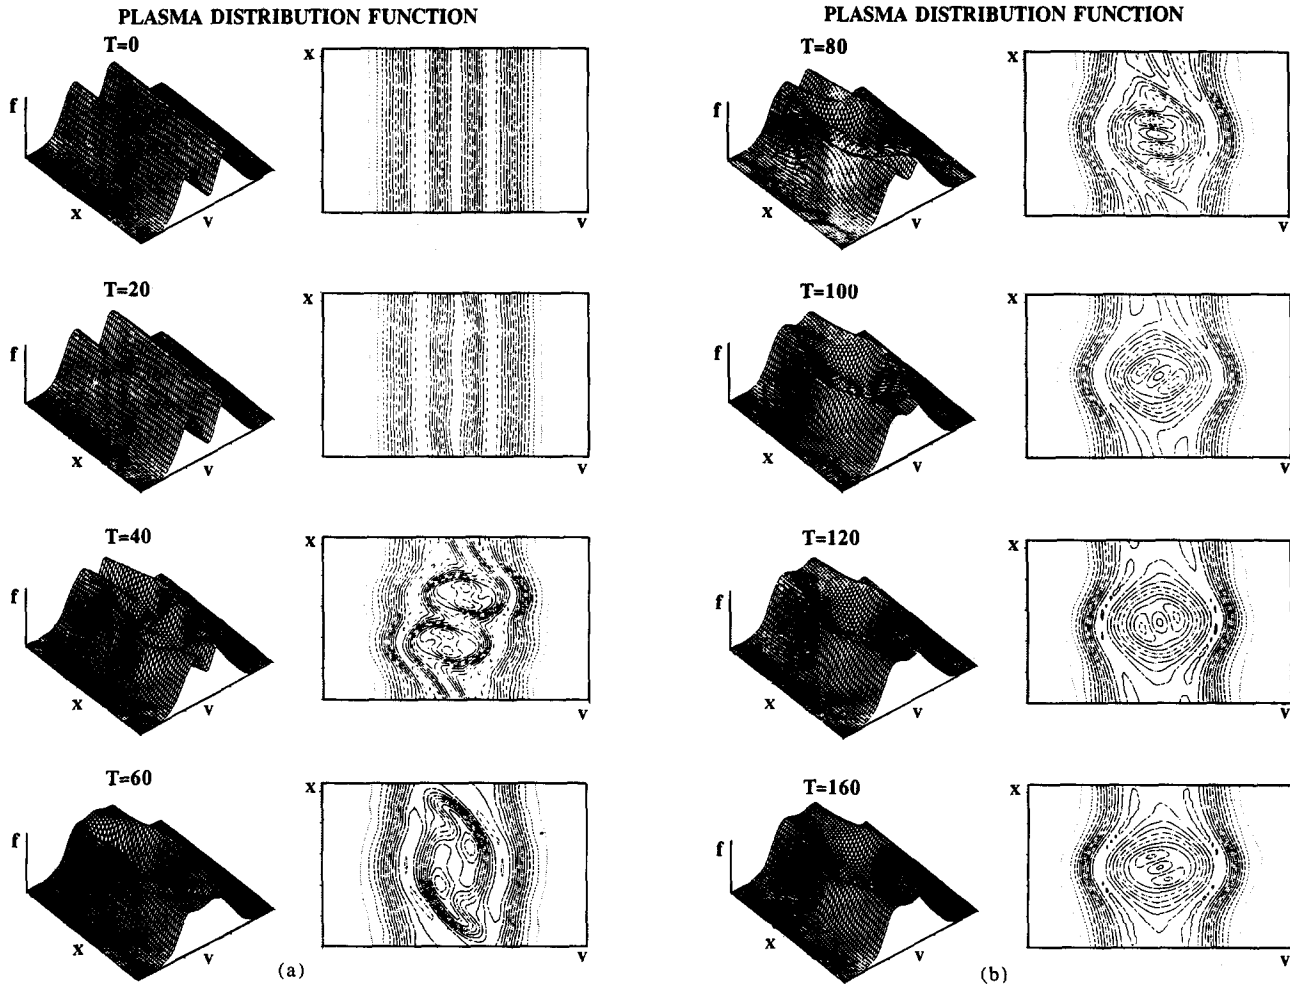 PLASMA DISTRIBUTION FUNCTION
T=0
f
x
v
x
v
T=20
f
x
v
x
v
T=40
f
x
v
x
v
T=60
f
x
v
x
v
(a)
PLASMA DISTRIBUTION FUNCTION
T=80
f
x
v
x
v
T=100
f
x
v
x
v
T=120
f
x
v
x
v
T=160
f
x
v
x
v
(b)